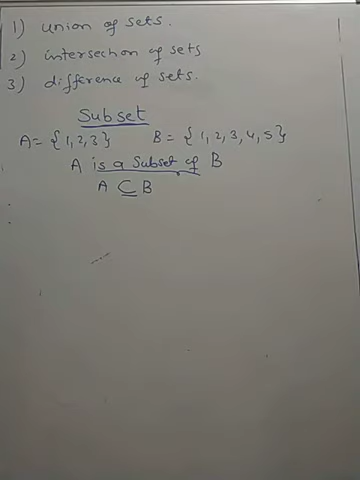 1) union of sets.
2) intersection of sets
3) difference of sets.
Subset
A = {1,2,3} B = {1,2,3,4,5}
A is a subset of B
A ⊆ B